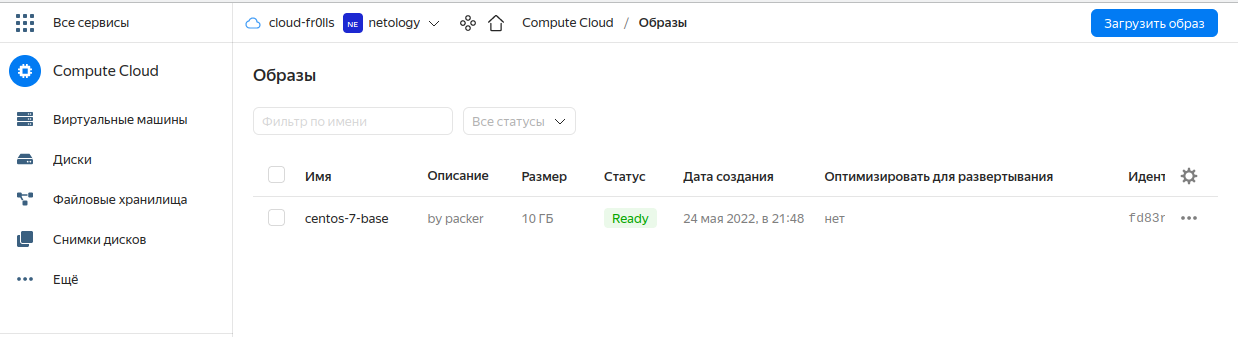 Все сервисы
cloud-fr0lls NE netology Compute Cloud / Образы
Загрузить образ
Compute Cloud
Виртуальные машины
Диски
Файловые хранилища
Снимки дисков
Ещё
Образы
Фильтр по имени
Все статусы
Имя Описание Размер Статус Дата создания Оптимизировать для развертывания Идент
centos-7-base by packer 10 ГБ Ready 24 мая 2022, в 21:48 нет fd83r